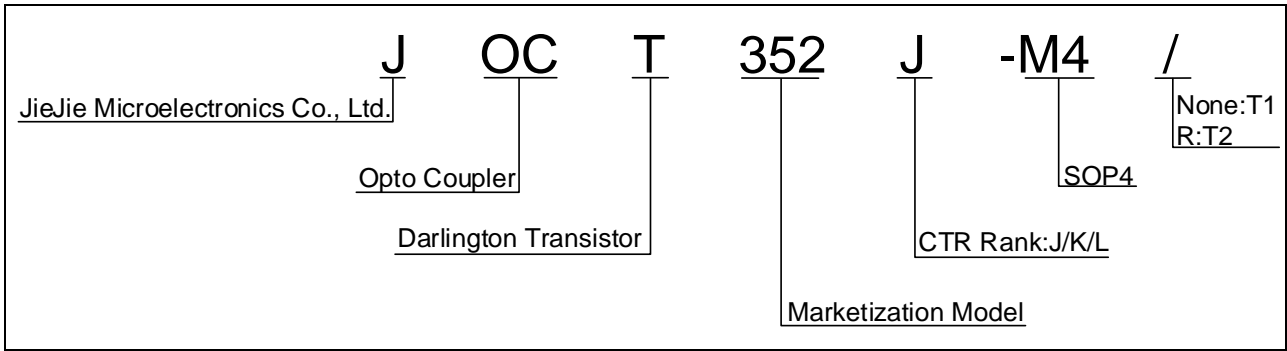 J OC T 352 J -M4 /
JieJie Microelectronics Co., Ltd.
None:T1
R:T2
Opto Coupler
SOP4
Darlington Transistor
CTR Rank:J/K/L
Marketization Model